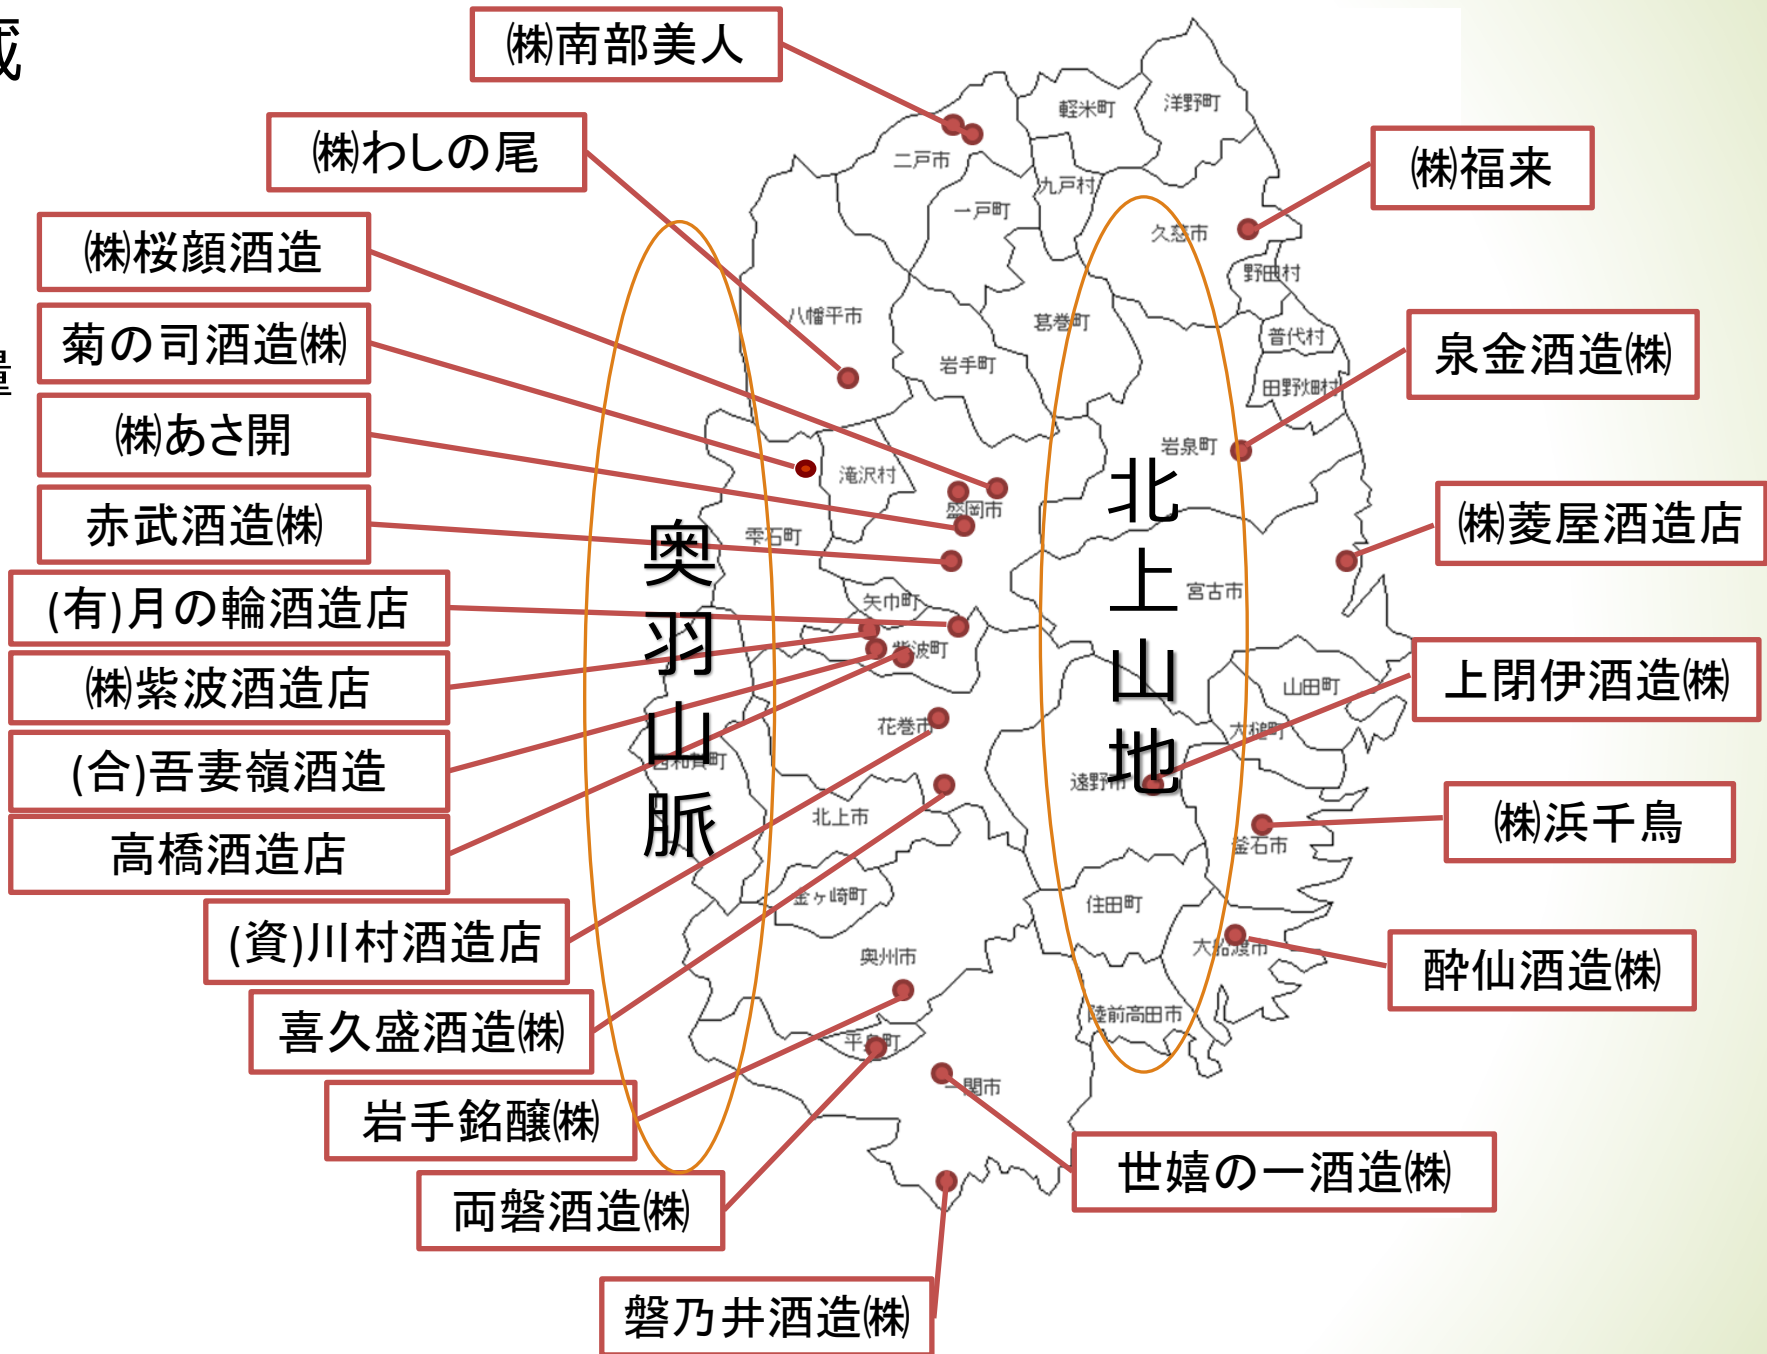 蔵
量
㈱南部美人
㈱わしの尾
㈱桜顔酒造
菊の司酒造㈱
㈱あさ開
赤武酒造㈱
(有)月の輪酒造店
㈱紫波酒造店
(合)吾妻嶺酒造
高橋酒造店
(資)川村酒造店
喜久盛酒造㈱
岩手銘醸㈱
両磐酒造㈱
磐乃井酒造㈱
㈱福来
泉金酒造㈱
㈱菱屋酒造店
上閉伊酒造㈱
㈱浜千鳥
酔仙酒造㈱
世嬉の一酒造㈱
奥羽山脈
北上山地
洋野町
軽米町
二戸市
九戸村
一戸町
久慈市
野田村
八幡平市
葛巻町
普代村
岩手町
田野畑村
岩泉町
滝沢村
盛岡市
雫石町
宮古市
矢巾町
紫波町
山田町
花巻市
大槌町
西和賀町
遠野市
北上市
釜石市
金ヶ崎町
住田町
奥州市
大船渡市
陸前高田市
平泉町
一関市